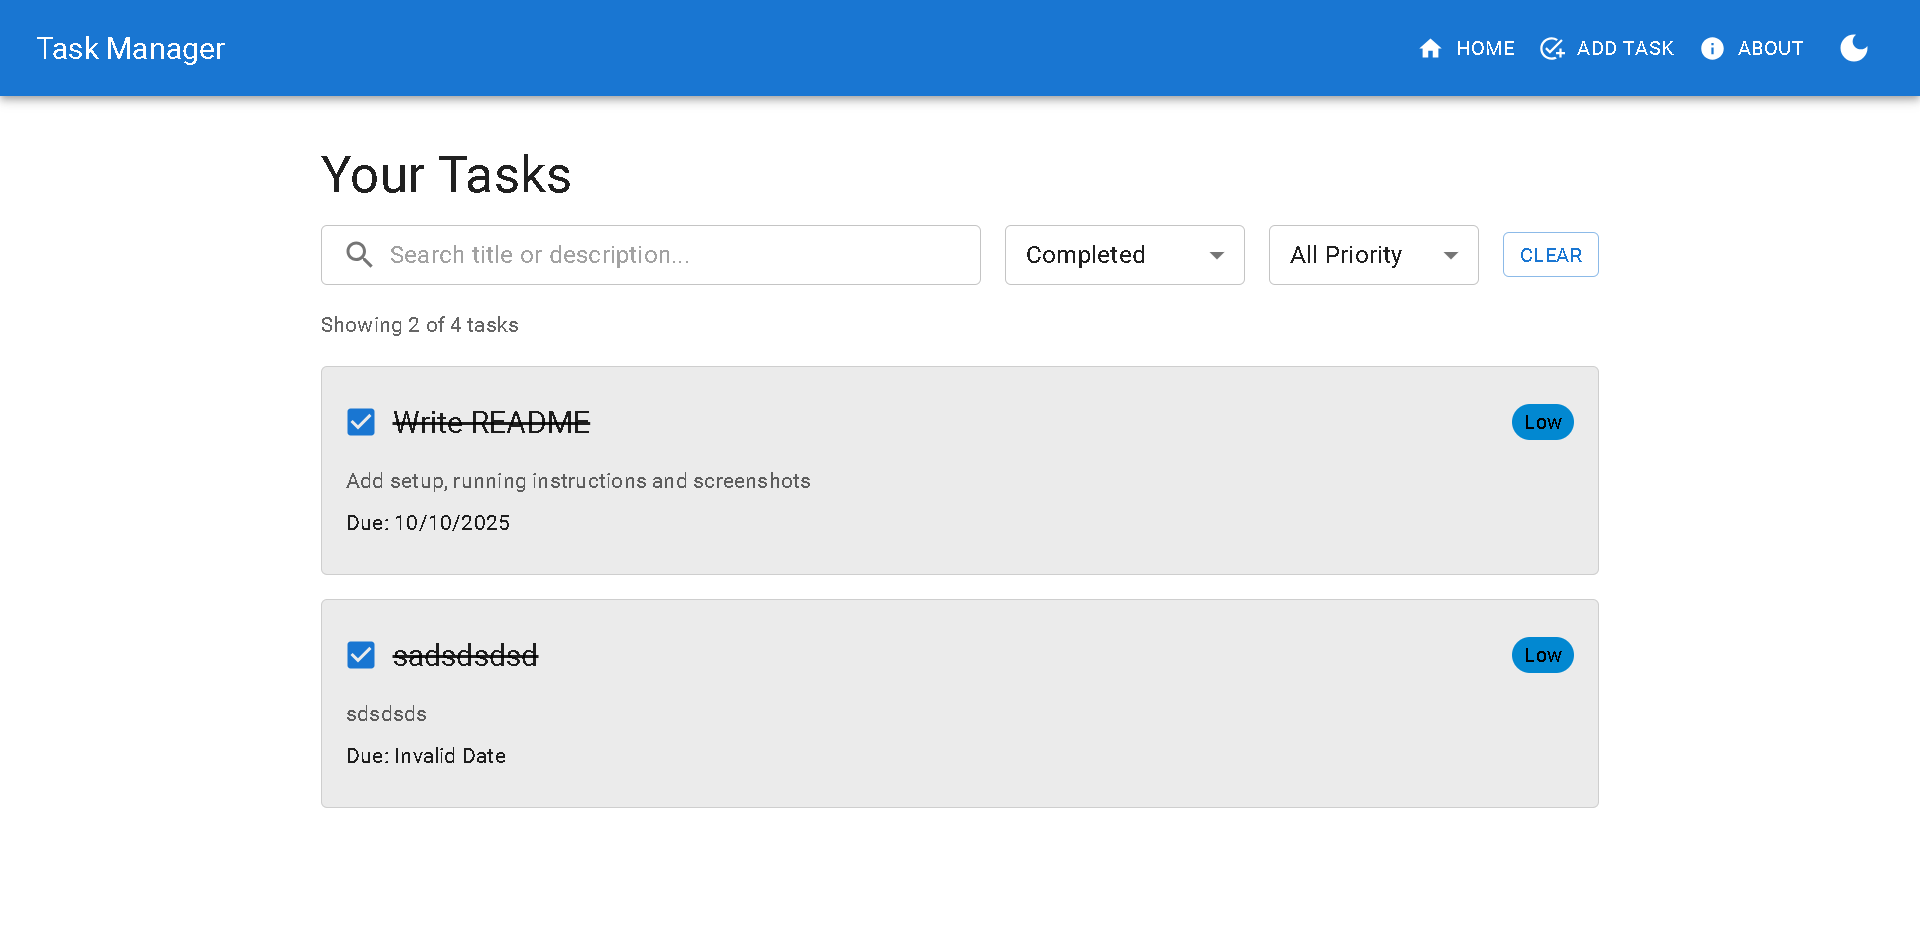 Task Manager
HOME
ADD TASK
ABOUT
Your Tasks
Search title or description...
Completed
All Priority
CLEAR
Showing 2 of 4 tasks
Write README
Low
Add setup, running instructions and screenshots
Due: 10/10/2025
sadsdsdsd
Low
sdsdsds
Due: Invalid Date